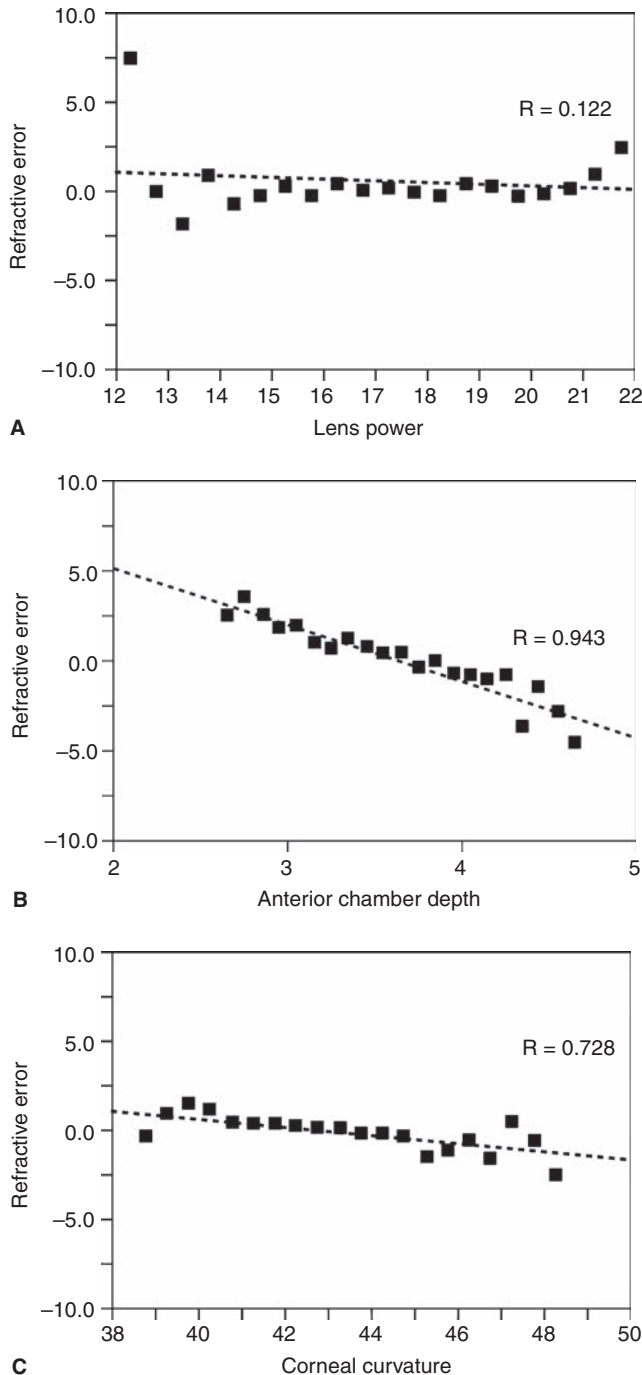 10.0
5.0
0.0
−5.0
−10.0
Refractive error
R = 0.122
12 13 14 15 16 17 18 19 20 21 22
Lens power
A
10.0
5.0
0.0
−5.0
−10.0
Refractive error
R = 0.943
2 3 4 5
Anterior chamber depth
B
10.0
5.0
0.0
−5.0
−10.0
Refractive error
R = 0.728
38 40 42 44 46 48 50
Corneal curvature
C